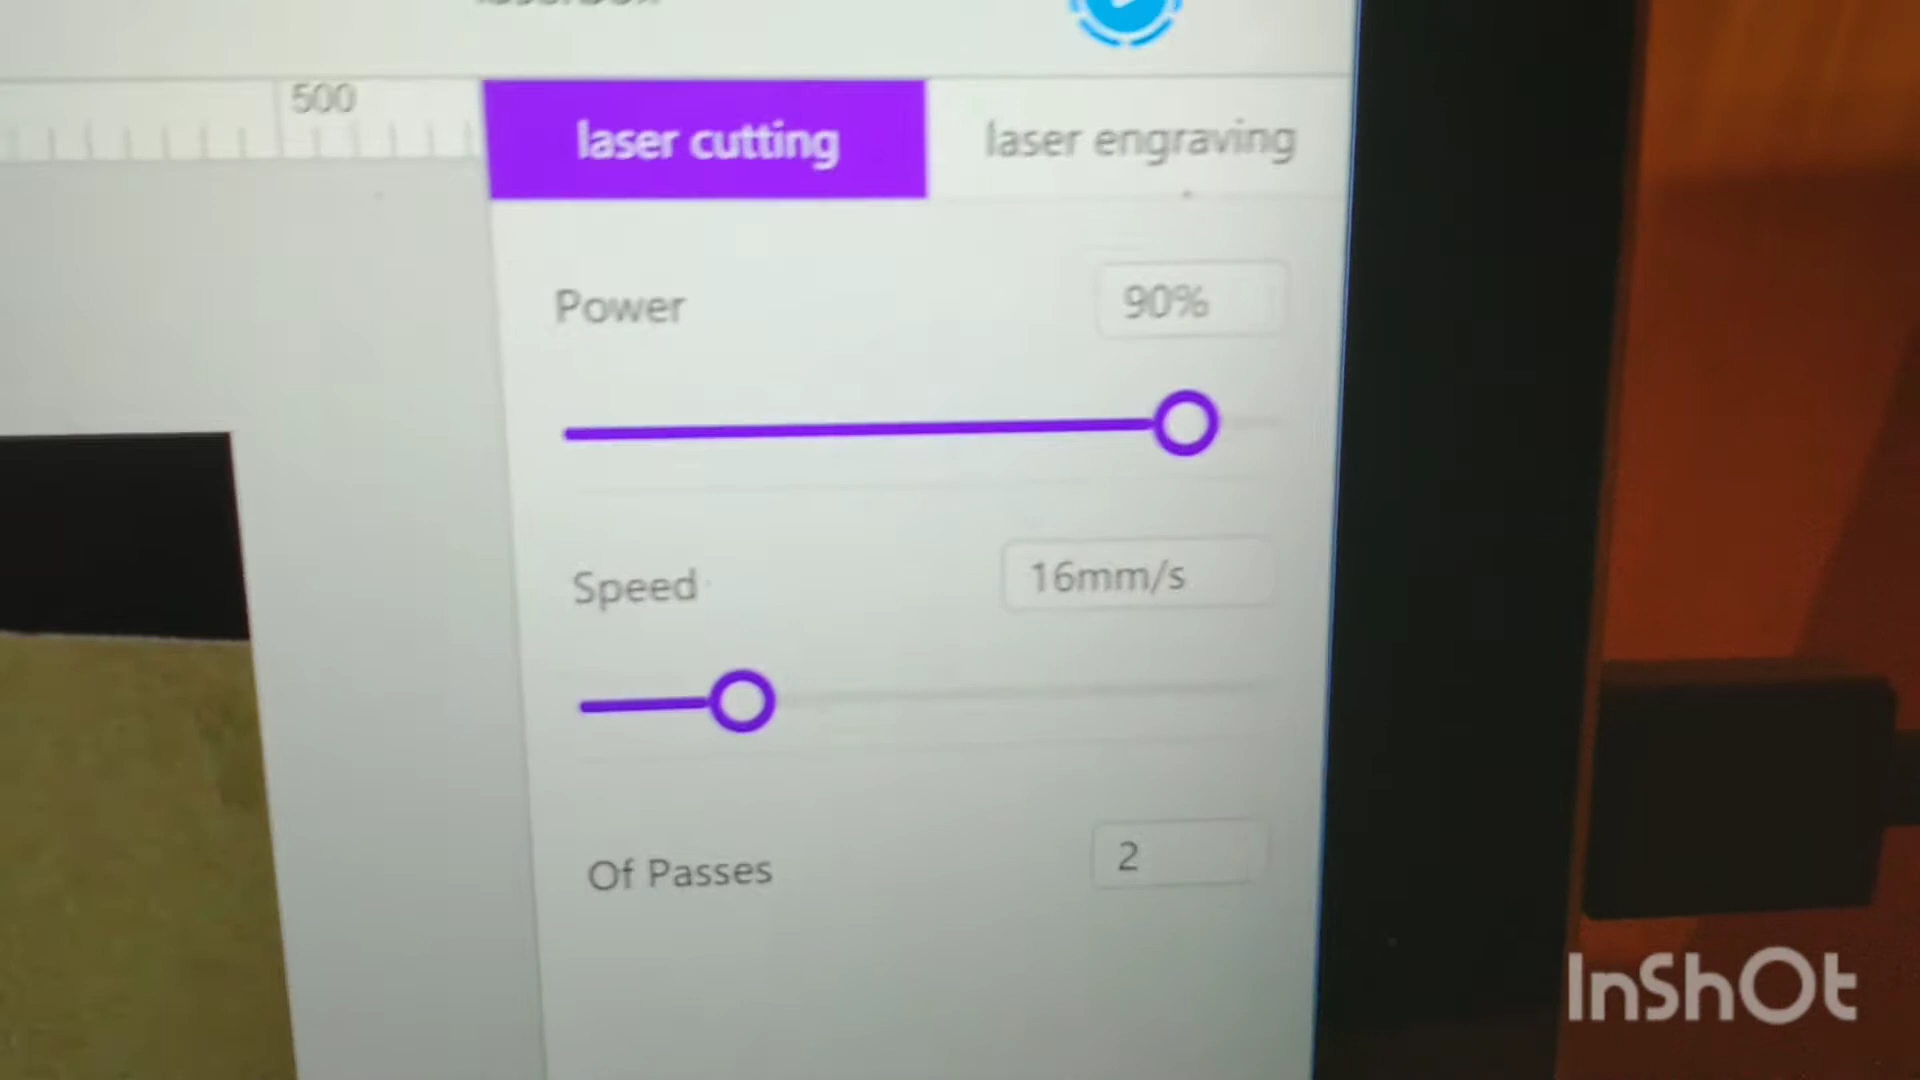 500
laser cutting
laser engraving
Power
90%
Speed
16mm/s
Of Passes
2
InShOt